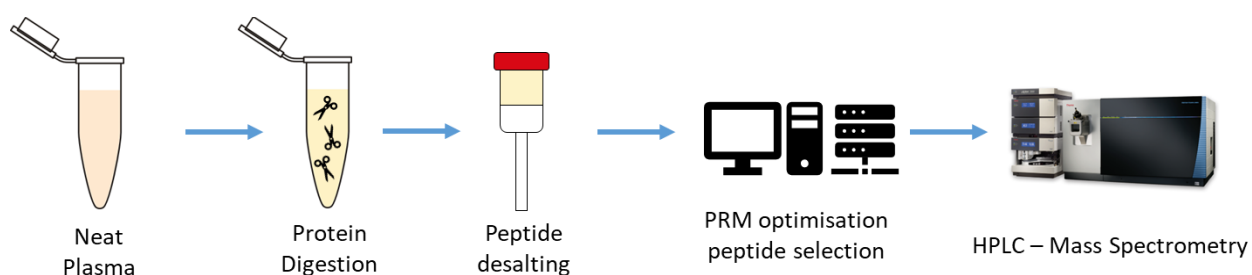 Neat
Plasma
Protein
Digestion
Peptide
desalting
PRM optimisation
peptide selection
HPLC – Mass Spectrometry